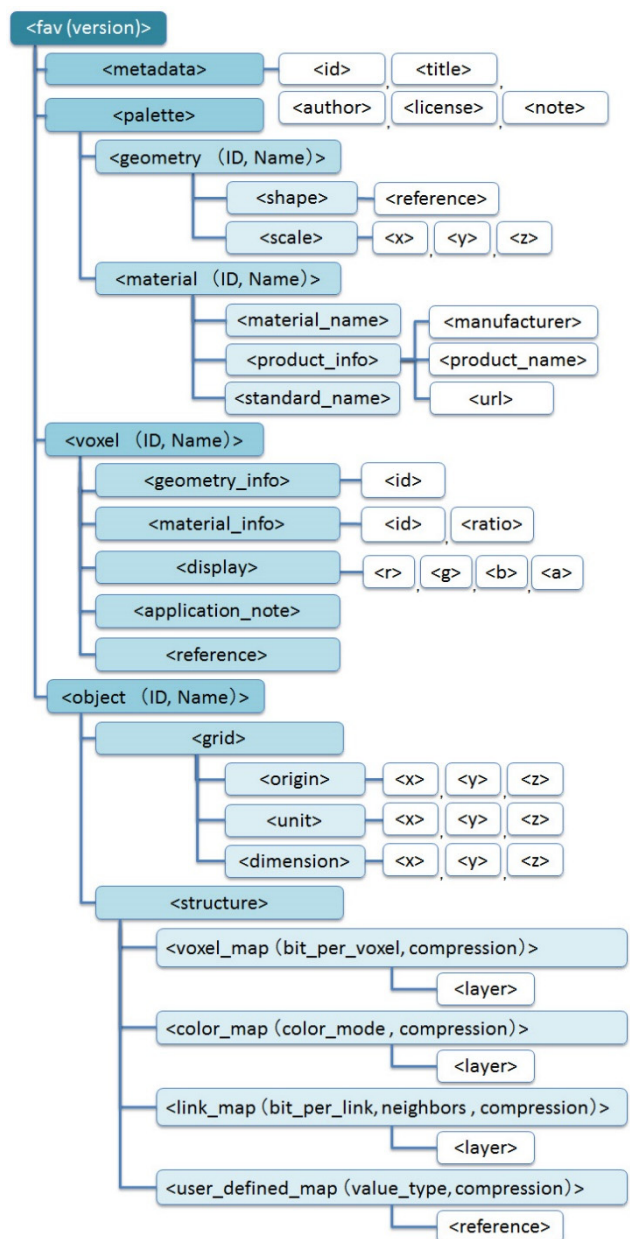 <fav (version)>
<metadata> <id> , <title> ,
<palette> <author> , <license> , <note>
<geometry （ID, Name)>
<shape> <reference>
<scale> <x> , <y> , <z>
<material （ID, Name)>
<material_name> <manufacturer>
<product_info> <product_name>
<standard_name> <url>
<voxel （ID, Name)>
<geometry_info> <id>
<material_info> <id> , <ratio>
<display> <r> , <g> , <b> , <a>
<application_note>
<reference>
<object （ID, Name)>
<grid>
<origin> <x> , <y> , <z>
<unit> <x> , <y> , <z>
<dimension> <x> , <y> , <z>
<structure>
<voxel_map (bit_per_voxel, compression)>
<layer>
<color_map (color_mode , compression)>
<layer>
<link_map (bit_per_link, neighbors , compression)>
<layer>
<user_defined_map (value_type, compression)>
<reference>